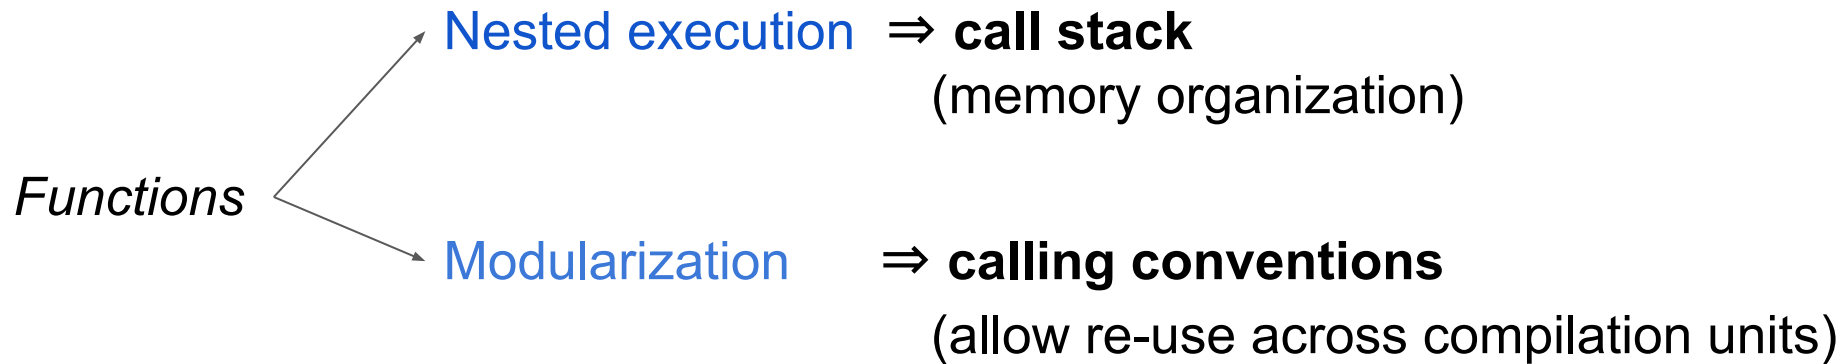 Nested execution ⇒ call stack
(memory organization)
Functions
Modularization ⇒ calling conventions
(allow re-use across compilation units)